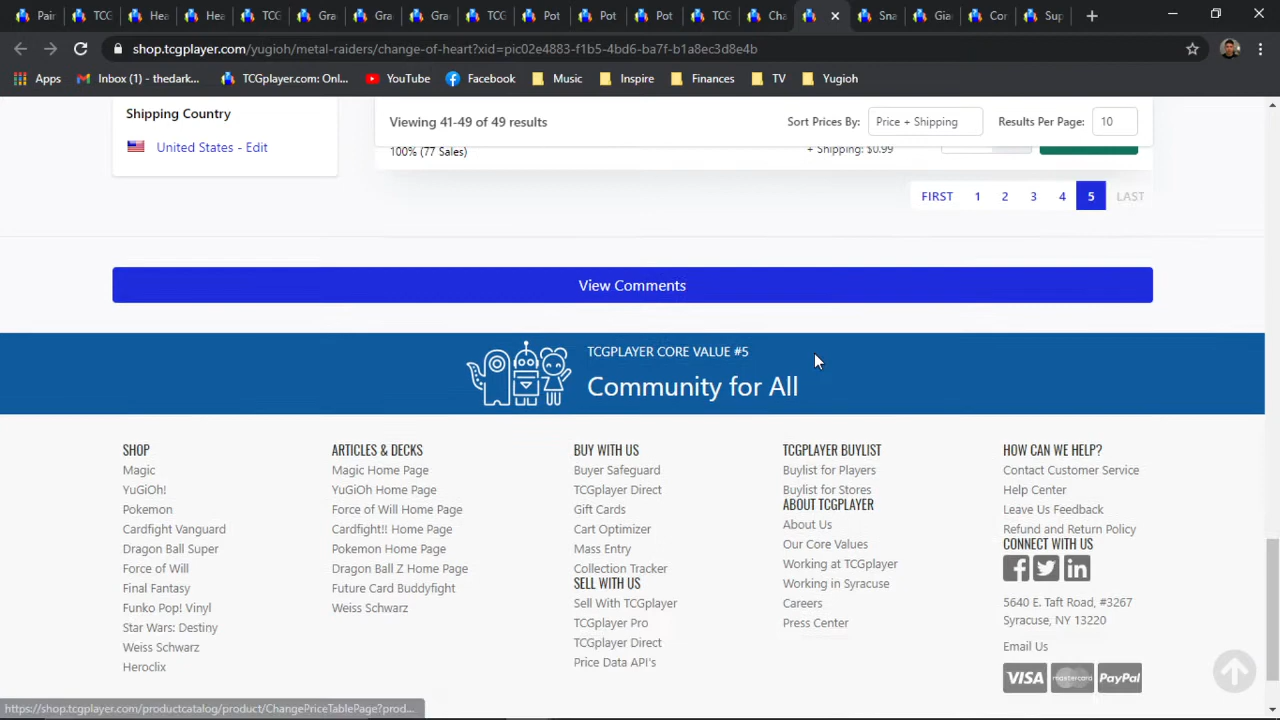 Pair
TCG
Hea
Hea
TCG
Gra
Gra
Gra
TCG
Pot
Pot
Pot
TCG
Cha
Sna
Gia
Cor
Sup
shop.tcgplayer.com/yugioh/metal-raiders/change-of-heart?xid=pic02e4883-f1b5-4bd6-ba7f-b1a8ec3d8e4b
Apps
Inbox (1) - thedark...
TCGplayer.com: Onl...
YouTube
Facebook
Music
Inspire
Finances
TV
Yugioh
Shipping Country
United States - Edit
Viewing 41-49 of 49 results
Sort Prices By:
Price + Shipping
Results Per Page:
10
100% (77 Sales)
+ Shipping: $0.99
FIRST 1 2 3 4 5 LAST
View Comments
TCGPLAYER CORE VALUE #5
Community for All
SHOP
Magic
YuGiOh!
Pokemon
Cardfight Vanguard
Dragon Ball Super
Force of Will
Final Fantasy
Funko Pop! Vinyl
Star Wars: Destiny
Weiss Schwarz
Heroclix
ARTICLES & DECKS
Magic Home Page
YuGiOh Home Page
Force of Will Home Page
Cardfight!! Home Page
Pokemon Home Page
Dragon Ball Z Home Page
Future Card Buddyfight
Weiss Schwarz
BUY WITH US
Buyer Safeguard
TCGplayer Direct
Gift Cards
Cart Optimizer
Mass Entry
Collection Tracker
SELL WITH US
Sell With TCGplayer
TCGplayer Pro
TCGplayer Direct
Price Data API's
TCGPLAYER BUYLIST
Buylist for Players
Buylist for Stores
ABOUT TCGPLAYER
About Us
Our Core Values
Working at TCGplayer
Working in Syracuse
Careers
Press Center
HOW CAN WE HELP?
Contact Customer Service
Help Center
Leave Us Feedback
Refund and Return Policy
CONNECT WITH US
5640 E. Taft Road, #3267
Syracuse, NY 13220
Email Us
VISA
mastercard
PayPal
https://shop.tcgplayer.com/productcatalog/product/ChangePriceTablePage?prod...